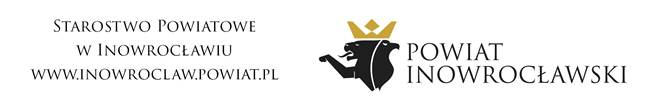 Starostwo Powiatowe
w Inowrocławiu
www.inowroclaw.powiat.pl
POWIAT
INOWROCŁAWSKI